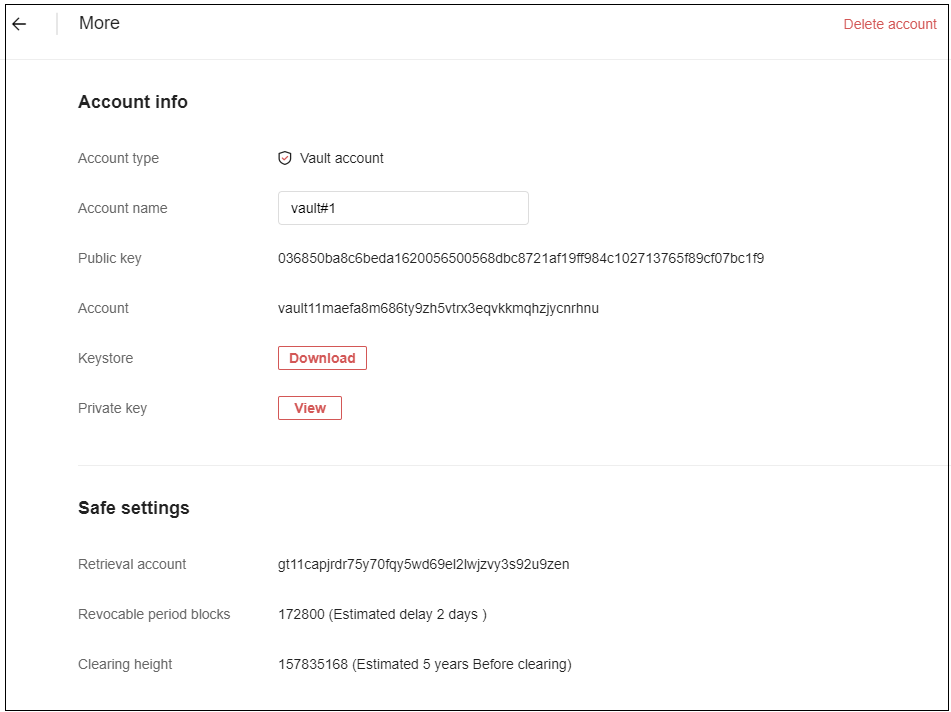 More
Delete account
Account info
Account type
Vault account
Account name
vault#1
Public key
036850ba8c6beda1620056500568dbc8721af19ff984c102713765f89cf07bc1f9
Account
vault11maefa8m686ty9zh5vtrx3eqvkkmqhzjycnrhnu
Keystore
Download
Private key
View
Safe settings
Retrieval account
gt11capjrdr75y70fqy5wd69el2lwjzvy3s92u9zen
Revocable period blocks
172800 (Estimated delay 2 days )
Clearing height
157835168 (Estimated 5 years Before clearing)